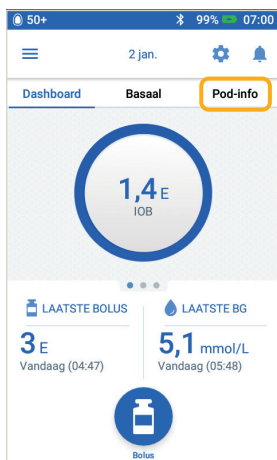 50+ 99% 07:00
2 jan.
Dashboard Basaal Pod-info
1,4 E
IOB
LAATSTE BOLUS LAATSTE BG
3 E 5,1 mmol/L
Vandaag (04:47) Vandaag (05:48)
Bolus